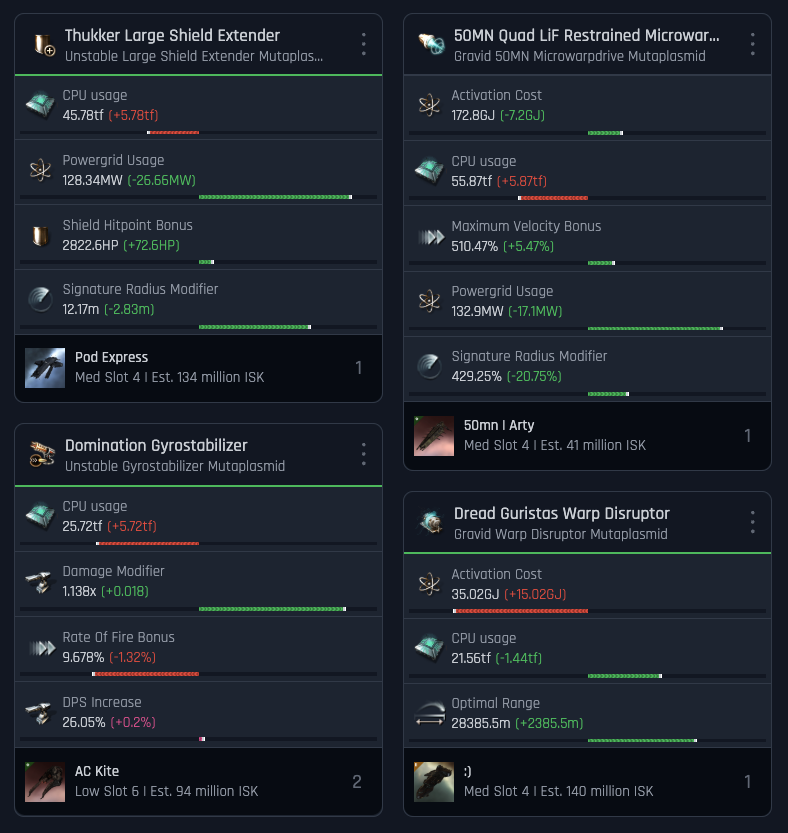 Thukker Large Shield Extender
Unstable Large Shield Extender Mutaplas...
CPU usage
45.78tf (+5.78tf)
Powergrid Usage
128.34MW (-26.66MW)
Shield Hitpoint Bonus
2822.6HP (+72.6HP)
Signature Radius Modifier
12.17m (-2.83m)
Pod Express
Med Slot 4 | Est. 134 million ISK
1
Domination Gyrostabilizer
Unstable Gyrostabilizer Mutaplasmid
CPU usage
25.72tf (+5.72tf)
Damage Modifier
1.138x (+0.018)
Rate Of Fire Bonus
9.678% (-1.32%)
DPS Increase
26.05% (+0.2%)
AC Kite
Low Slot 6 | Est. 94 million ISK
2
50MN Quad LiF Restrained Microwar...
Gravid 50MN Microwarpdrive Mutaplasmid
Activation Cost
172.8GJ (-7.2GJ)
CPU usage
55.87tf (+5.87tf)
Maximum Velocity Bonus
510.47% (+5.47%)
Powergrid Usage
132.9MW (-17.1MW)
Signature Radius Modifier
429.25% (-20.75%)
50mn | Arty
Med Slot 4 | Est. 41 million ISK
1
Dread Guristas Warp Disruptor
Gravid Warp Disruptor Mutaplasmid
Activation Cost
35.02GJ (+15.02GJ)
CPU usage
21.56tf (-1.44tf)
Optimal Range
28385.5m (+2385.5m)
:)
Med Slot 4 | Est. 140 million ISK
1